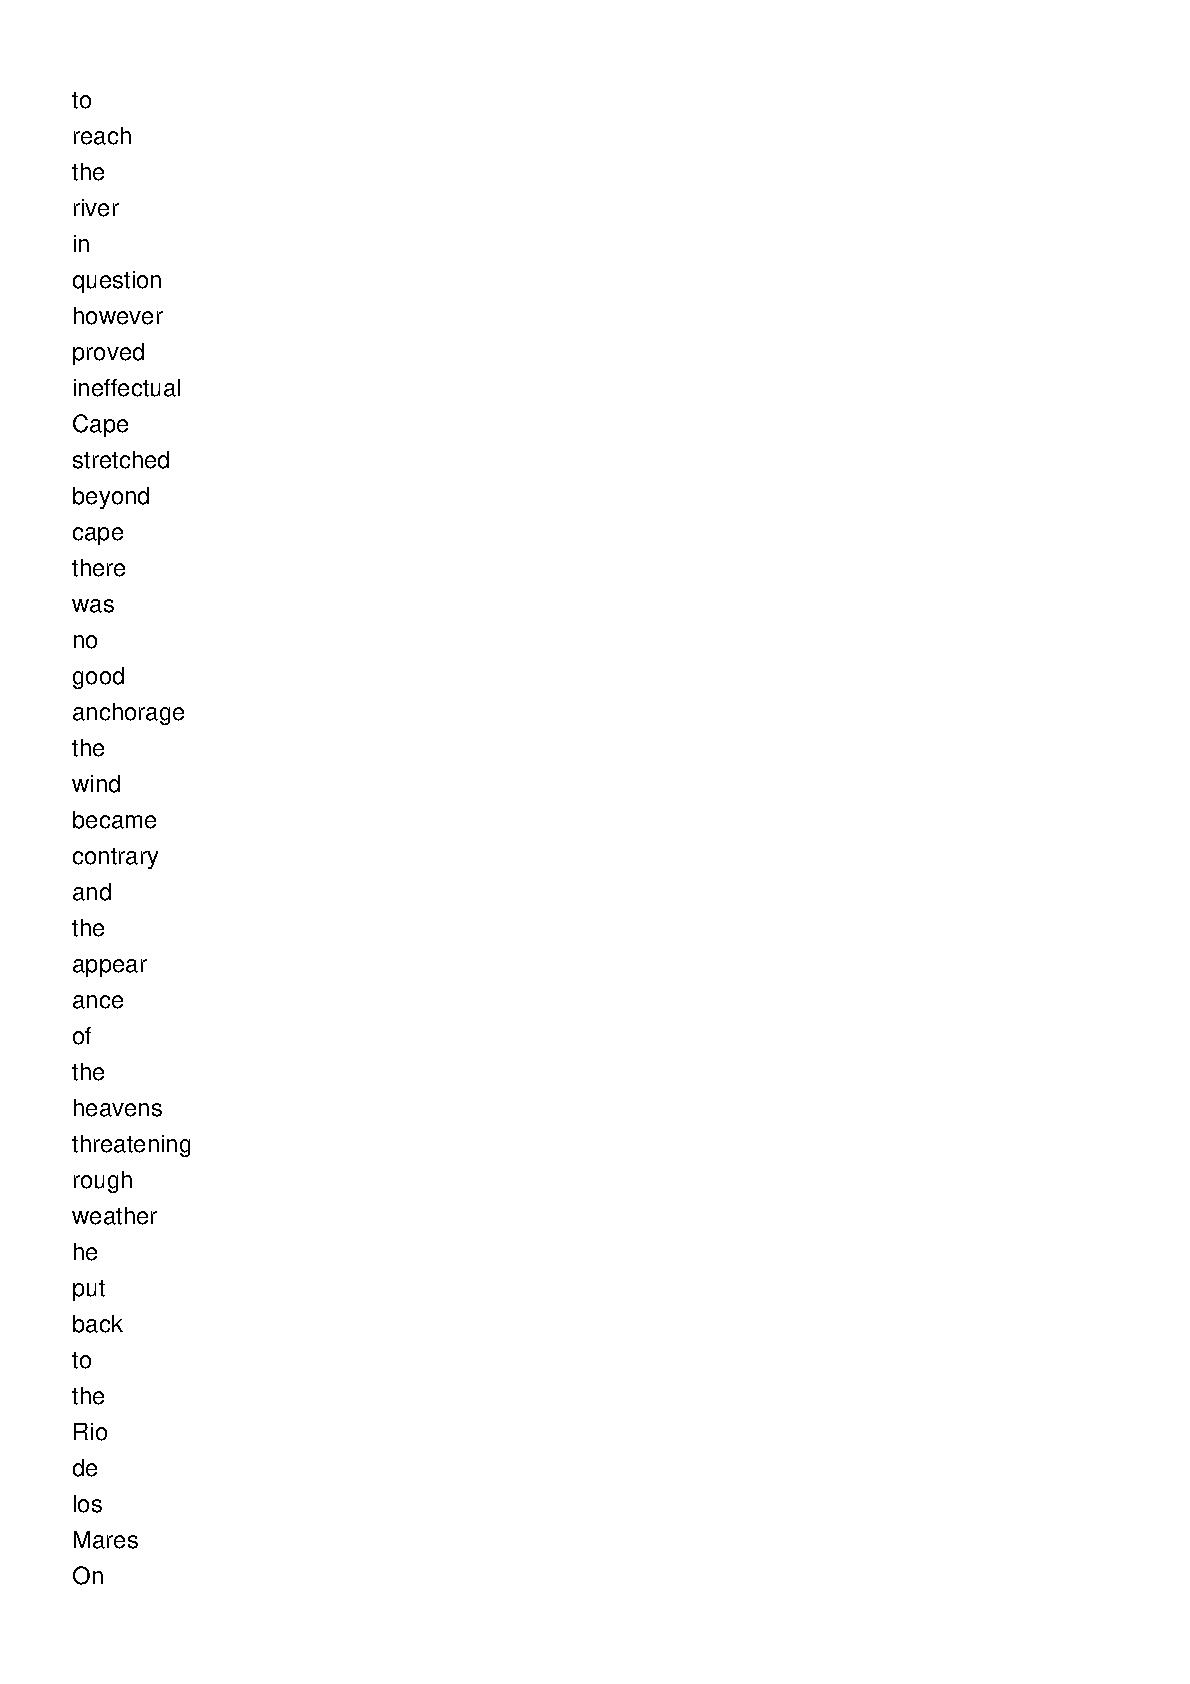 to
reach
the
river
in
question
however
proved
ineffectual
Cape
stretched
beyond
cape
there
was
no
good
anchorage
the
wind
became
contrary
and
the
appear
ance
of
the
heavens
threatening
rough
weather
he
put
back
to
the
Rio
de
los
Mares
On